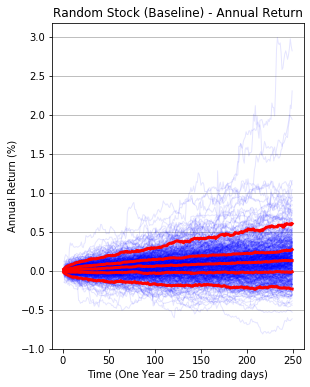 Random Stock (Baseline) - Annual Return
Annual Return (%)
3.0
2.5
2.0
1.5
1.0
0.5
0.0
−0.5
−1.0
0 50 100 150 200 250
Time (One Year = 250 trading days)